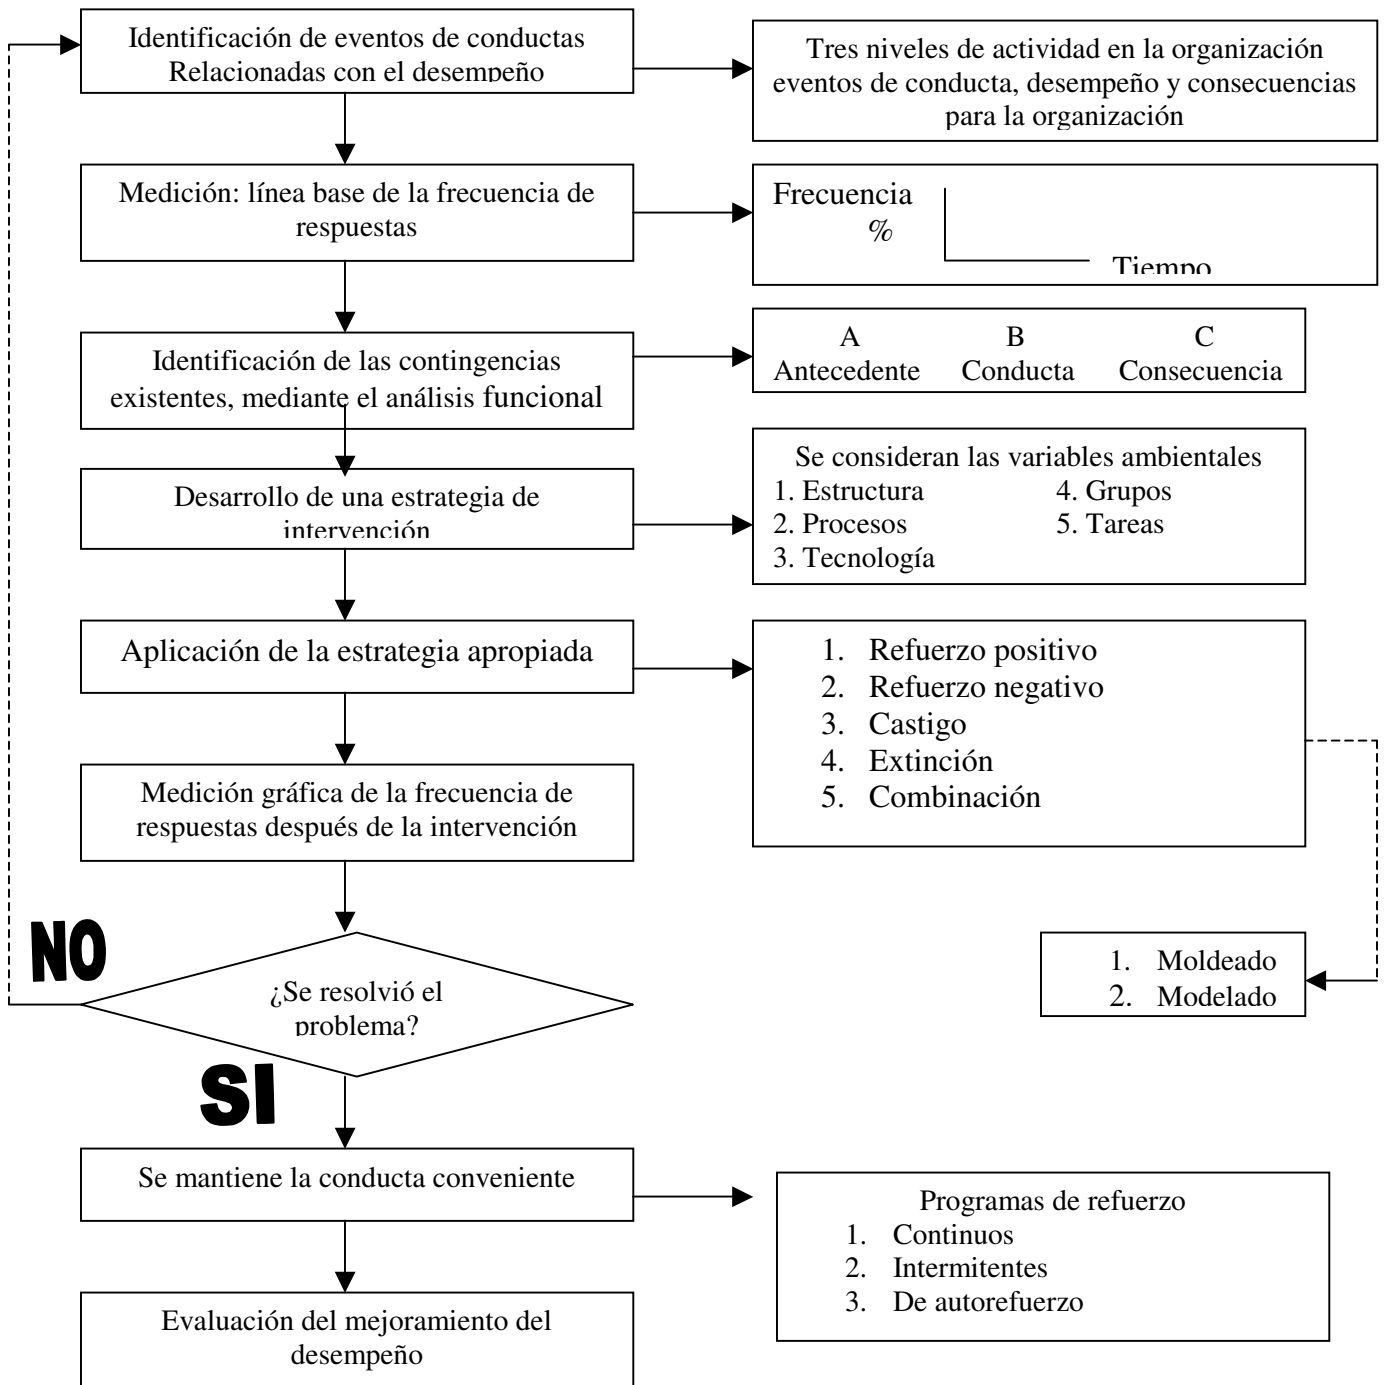 Identificación de eventos de conductas
Relacionadas con el desempeño
Tres niveles de actividad en la organización
eventos de conducta, desempeño y consecuencias
para la organización
Medición: línea base de la frecuencia de
respuestas
Frecuencia
%
Tiempo
Identificación de las contingencias
existentes, mediante el análisis funcional
A B C
Antecedente Conducta Consecuencia
Desarrollo de una estrategia de
intervención
Se consideran las variables ambientales
1. Estructura 4. Grupos
2. Procesos 5. Tareas
3. Tecnología
Aplicación de la estrategia apropiada
1. Refuerzo positivo
2. Refuerzo negativo
3. Castigo
4. Extinción
5. Combinación
Medición gráfica de la frecuencia de
respuestas después de la intervención
NO
¿Se resolvió el
problema?
1. Moldeado
2. Modelado
SI
Se mantiene la conducta conveniente
Programas de refuerzo
1. Continuos
2. Intermitentes
3. De autorefuerzo
Evaluación del mejoramiento del
desempeño